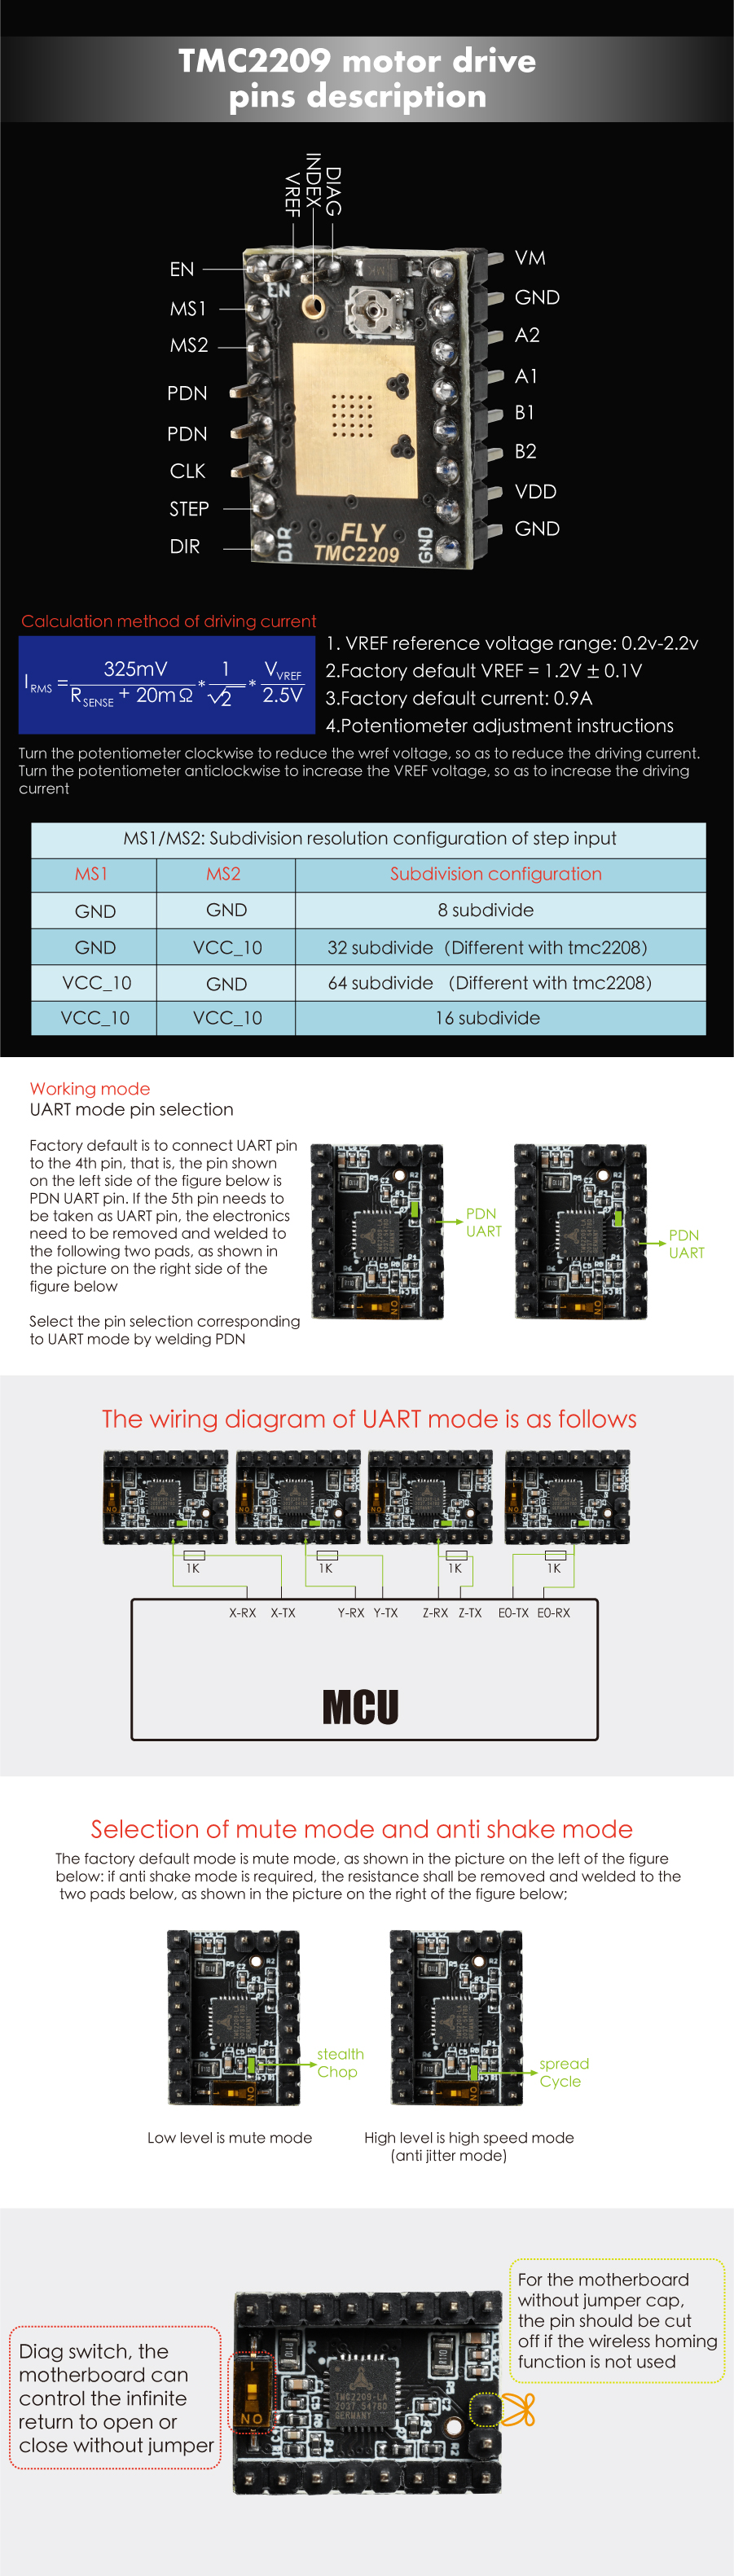 TMC2209 motor drive
pins description
VREF
INDEX
DIAG
EN
MS1
MS2
PDN
PDN
CLK
STEP
DIR
VM
GND
A2
A1
B1
B2
VDD
GND
EN
DIR
FLY
TMC2209
GND
Calculation method of driving current
I RMS = 325mV / R SENSE + 20mΩ * 1 / √2 * V VREF / 2.5V
1. VREF reference voltage range: 0.2v-2.2v
2.Factory default VREF = 1.2V ± 0.1V
3.Factory default current: 0.9A
4.Potentiometer adjustment instructions
Turn the potentiometer clockwise to reduce the wref voltage, so as to reduce the driving current.
Turn the potentiometer anticlockwise to increase the VREF voltage, so as to increase the driving
current
MS1/MS2: Subdivision resolution configuration of step input
MS1 MS2 Subdivision configuration
GND GND 8 subdivide
GND VCC_10 32 subdivide (Different with tmc2208)
VCC_10 GND 64 subdivide (Different with tmc2208)
VCC_10 VCC_10 16 subdivide
Working mode
UART mode pin selection
Factory default is to connect UART pin
to the 4th pin, that is, the pin shown
on the left side of the figure below is
PDN UART pin. If the 5th pin needs to
be taken as UART pin, the electronics
need to be removed and welded to
the following two pads, as shown in
the picture on the right side of the
figure below
Select the pin selection corresponding
to UART mode by welding PDN
PDN
UART
PDN
UART
The wiring diagram of UART mode is as follows
1K 1K 1K 1K
X-RX X-TX Y-RX Y-TX Z-RX Z-TX E0-TX E0-RX
MCU
Selection of mute mode and anti shake mode
The factory default mode is mute mode, as shown in the picture on the left of the figure
below: if anti shake mode is required, the resistance shall be removed and welded to the
two pads below, as shown in the picture on the right of the figure below;
stealth
Chop
spread
Cycle
Low level is mute mode
High level is high speed mode
(anti jitter mode)
For the motherboard
without jumper cap,
the pin should be cut
off if the wireless homing
function is not used
Diag switch, the
motherboard can
control the infinite
return to open or
close without jumper
TMC2209-LA
2037.5478D
GERMANY
NO